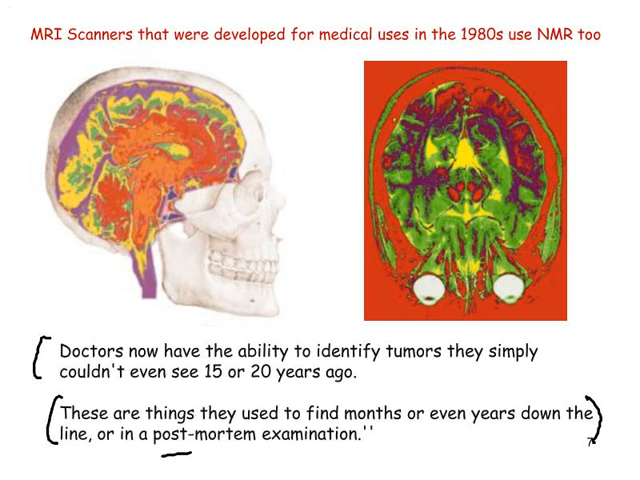 MRI Scanners that were developed for medical uses in the 1980s use NMR too
Doctors now have the ability to identify tumors they simply
couldn't even see 15 or 20 years ago.
These are things they used to find months or even years down the
line, or in a post-mortem examination.''